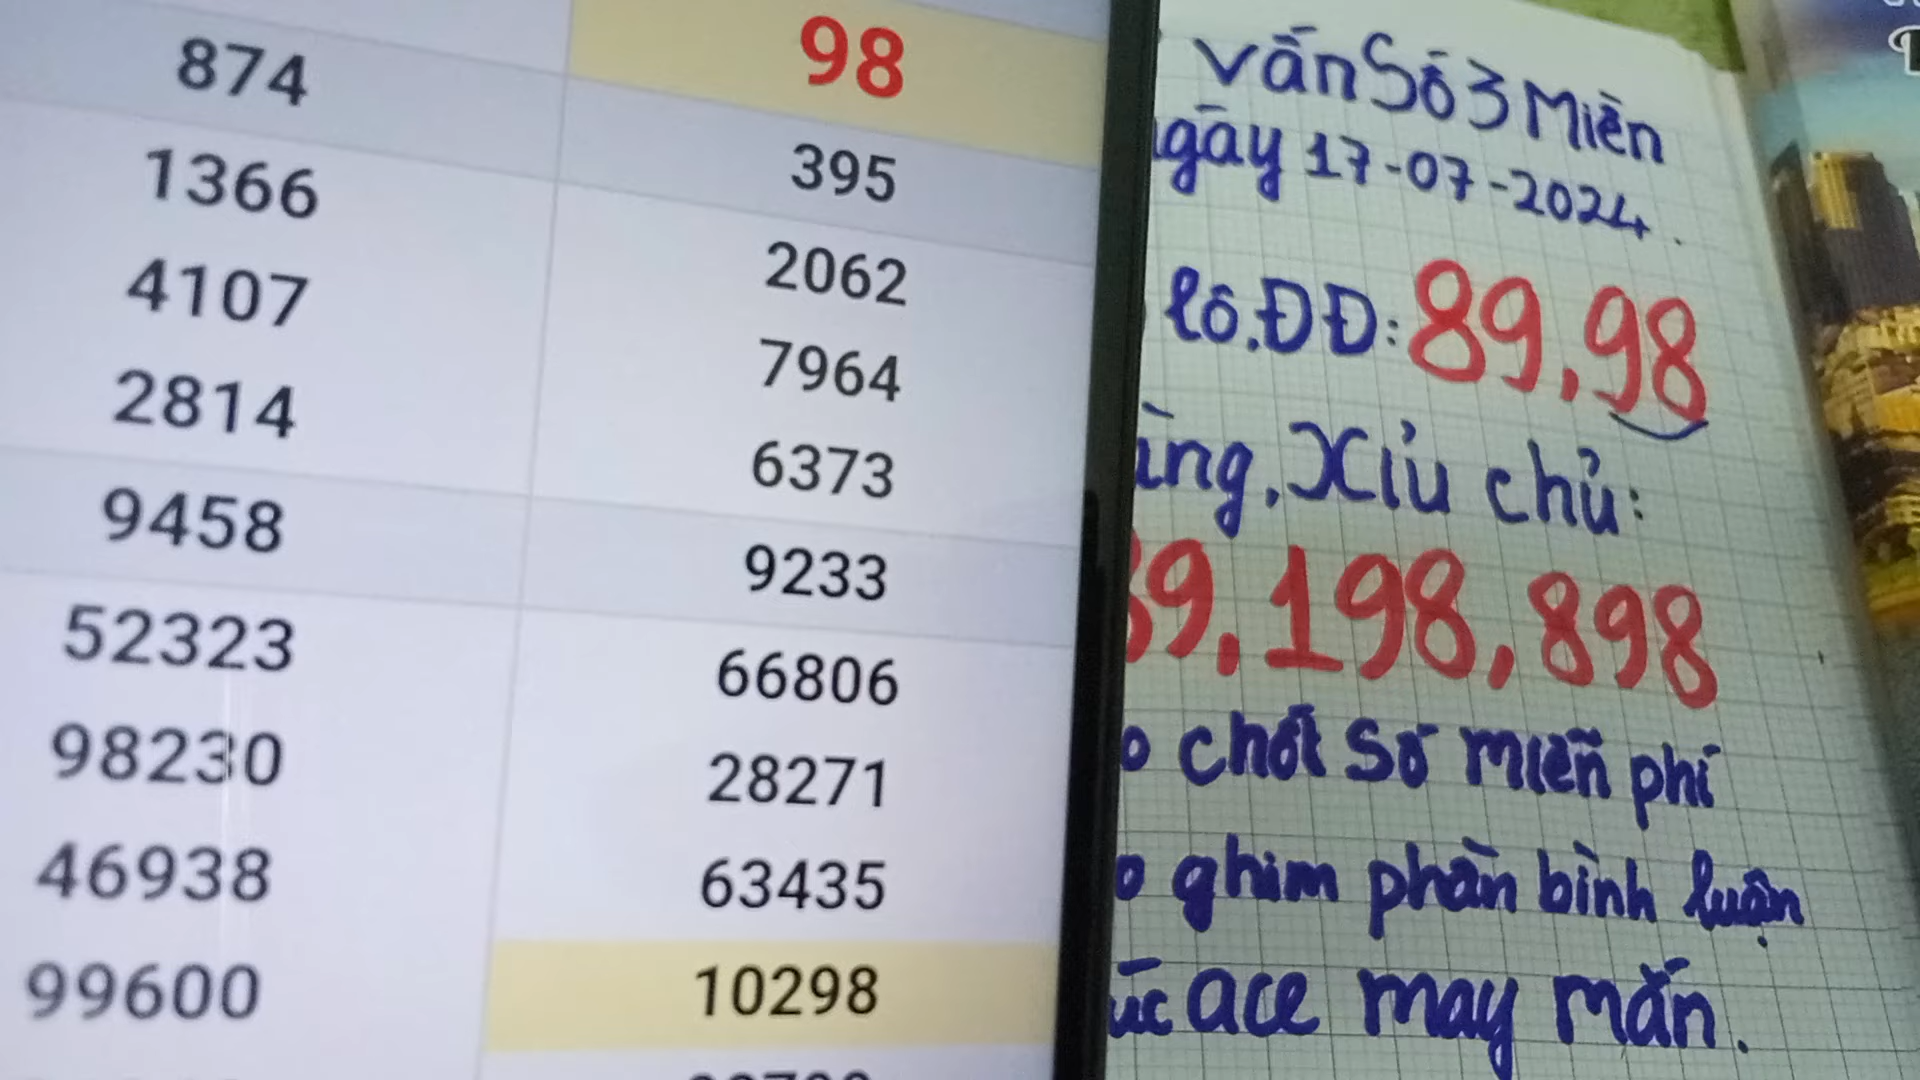 874
1366
4107
2814
9458
52323
98230
46938
99600
98
395
2062
7964
6373
9233
66806
28271
63435
10298
vấn Số 3 Miền
gày 17-07-2024.
lô.ĐĐ: 89,98
Xỉu chủ:
198, 898
chốt số miễn phí
ghim phần bình luận
ace may mắn.